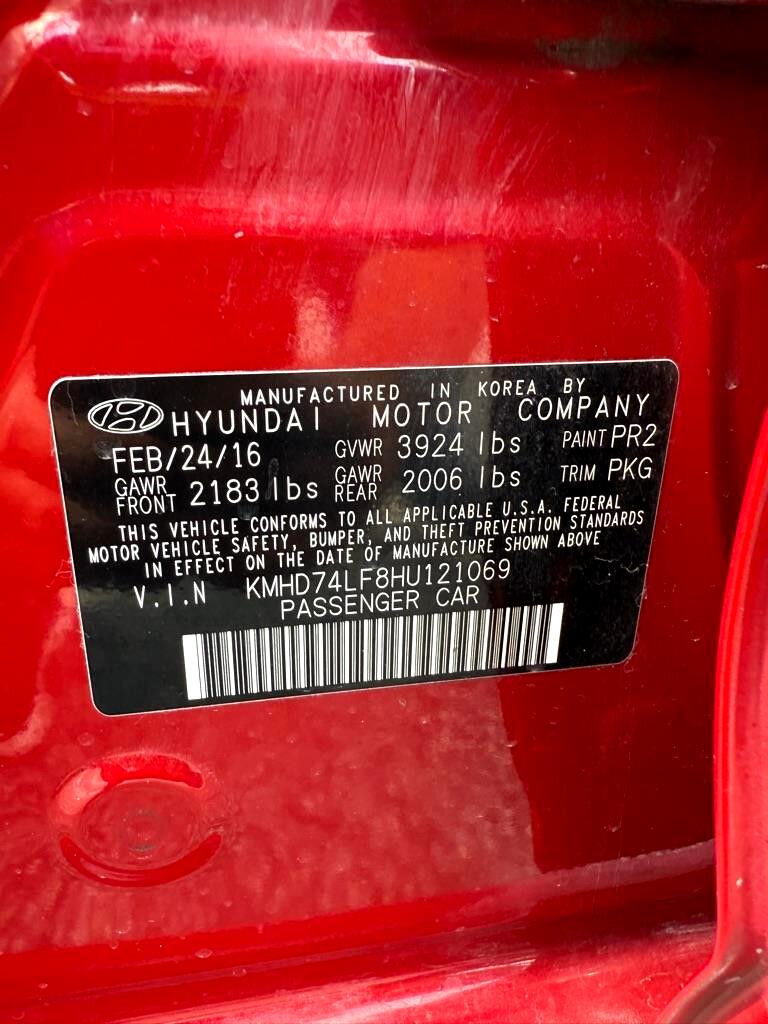 MANUFACTURED IN KOREA BY
HYUNDAI MOTOR COMPANY
FEB/24/16 GVWR 3924 lbs PAINT PR2
GAWR FRONT 2183 lbs GAWR REAR 2006 lbs TRIM PKG
THIS VEHICLE CONFORMS TO ALL APPLICABLE U.S.A. FEDERAL
MOTOR VEHICLE SAFETY, BUMPER, AND THEFT PREVENTION STANDARDS
IN EFFECT ON THE DATE OF MANUFACTURE SHOWN ABOVE
V.I.N KMHD74LF8HU121069
PASSENGER CAR